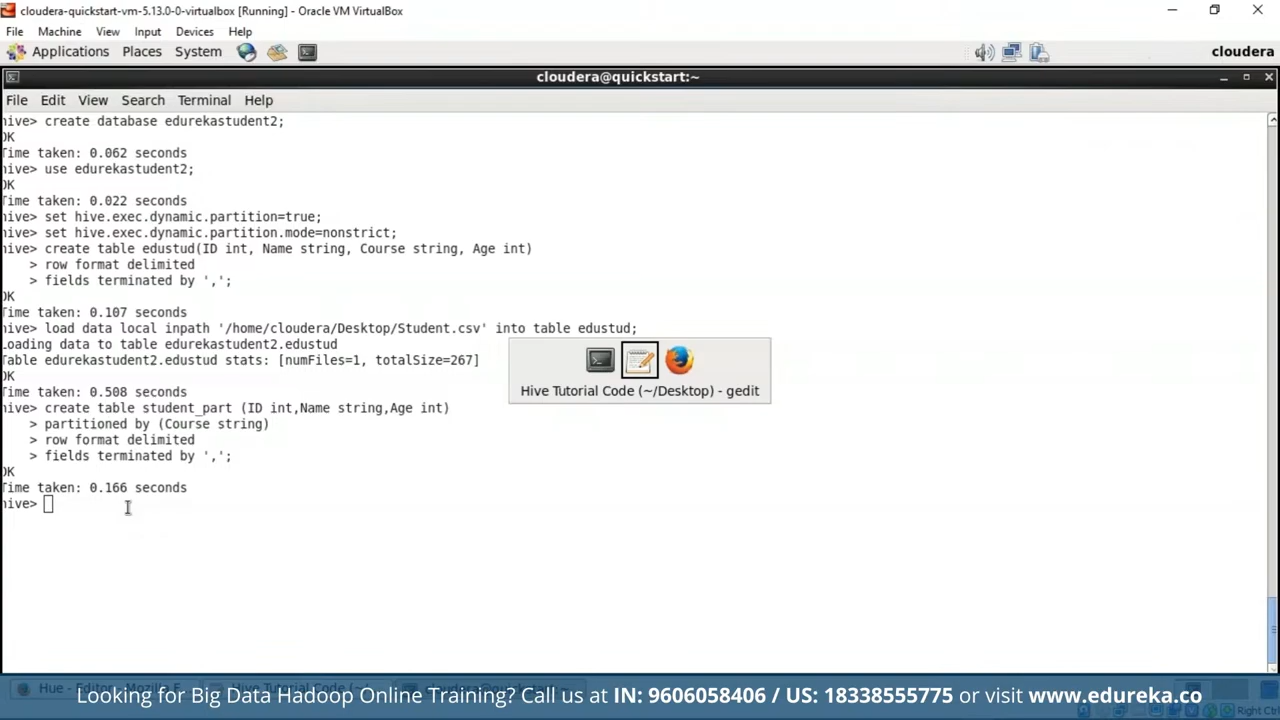 cloudera-quickstart-vm-5.13.0-0-virtualbox [Running] - Oracle VM VirtualBox
File Machine View Input Devices Help
Applications Places System cloudera
cloudera@quickstart:~
File Edit View Search Terminal Help
hive> create database edurekastudent2;
OK
Time taken: 0.062 seconds
hive> use edurekastudent2;
OK
Time taken: 0.022 seconds
hive> set hive.exec.dynamic.partition=true;
hive> set hive.exec.dynamic.partition.mode=nonstrict;
hive> create table edustud(ID int, Name string, Course string, Age int)
> row format delimited
> fields terminated by ',';
OK
Time taken: 0.107 seconds
hive> load data local inpath '/home/cloudera/Desktop/Student.csv' into table edustud;
Loading data to table edurekastudent2.edustud
Table edurekastudent2.edustud stats: [numFiles=1, totalSize=267]
OK
Time taken: 0.508 seconds
hive> create table student_part (ID int,Name string,Age int)
> partitioned by (Course string)
> row format delimited
> fields terminated by ',';
OK
Time taken: 0.166 seconds
hive>
Hive Tutorial Code (~/Desktop) - gedit
Looking for Big Data Hadoop Online Training? Call us at IN: 9606058406 / US: 18338555775 or visit www.edureka.co
Right Ctrl